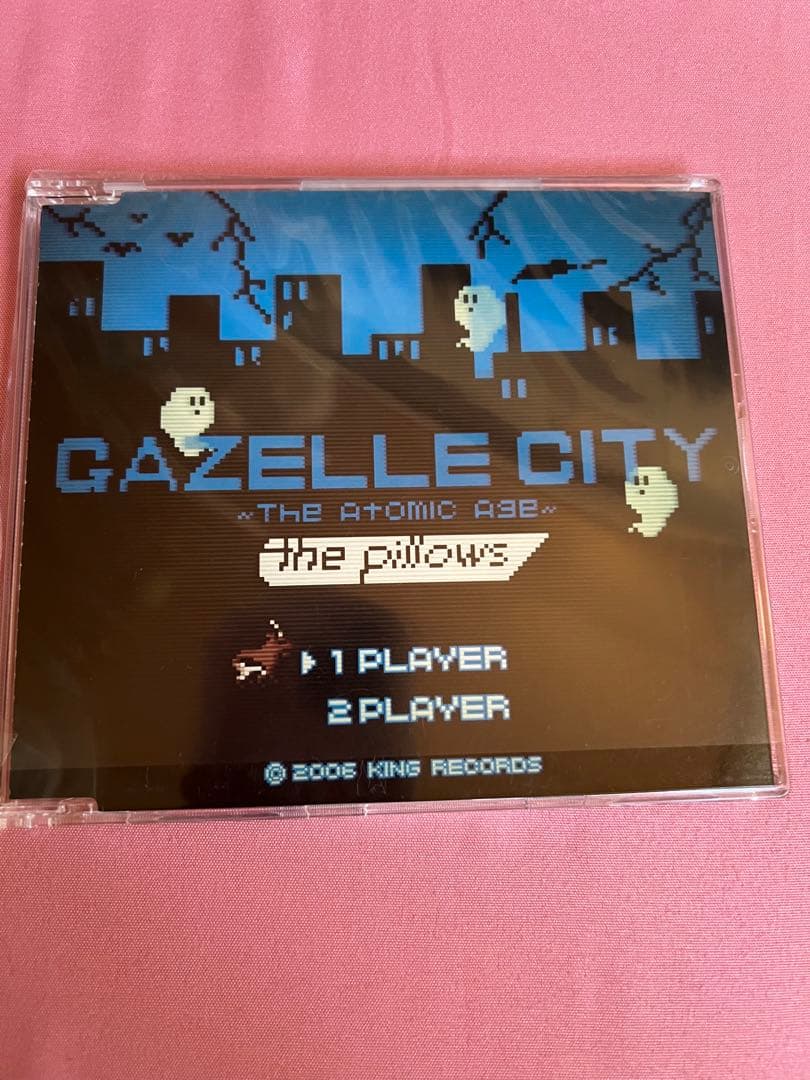 GAZELLE CITY
~The Atomic Age~
the pillows
1 PLAYER
2 PLAYER
© 2006 KING RECORDS